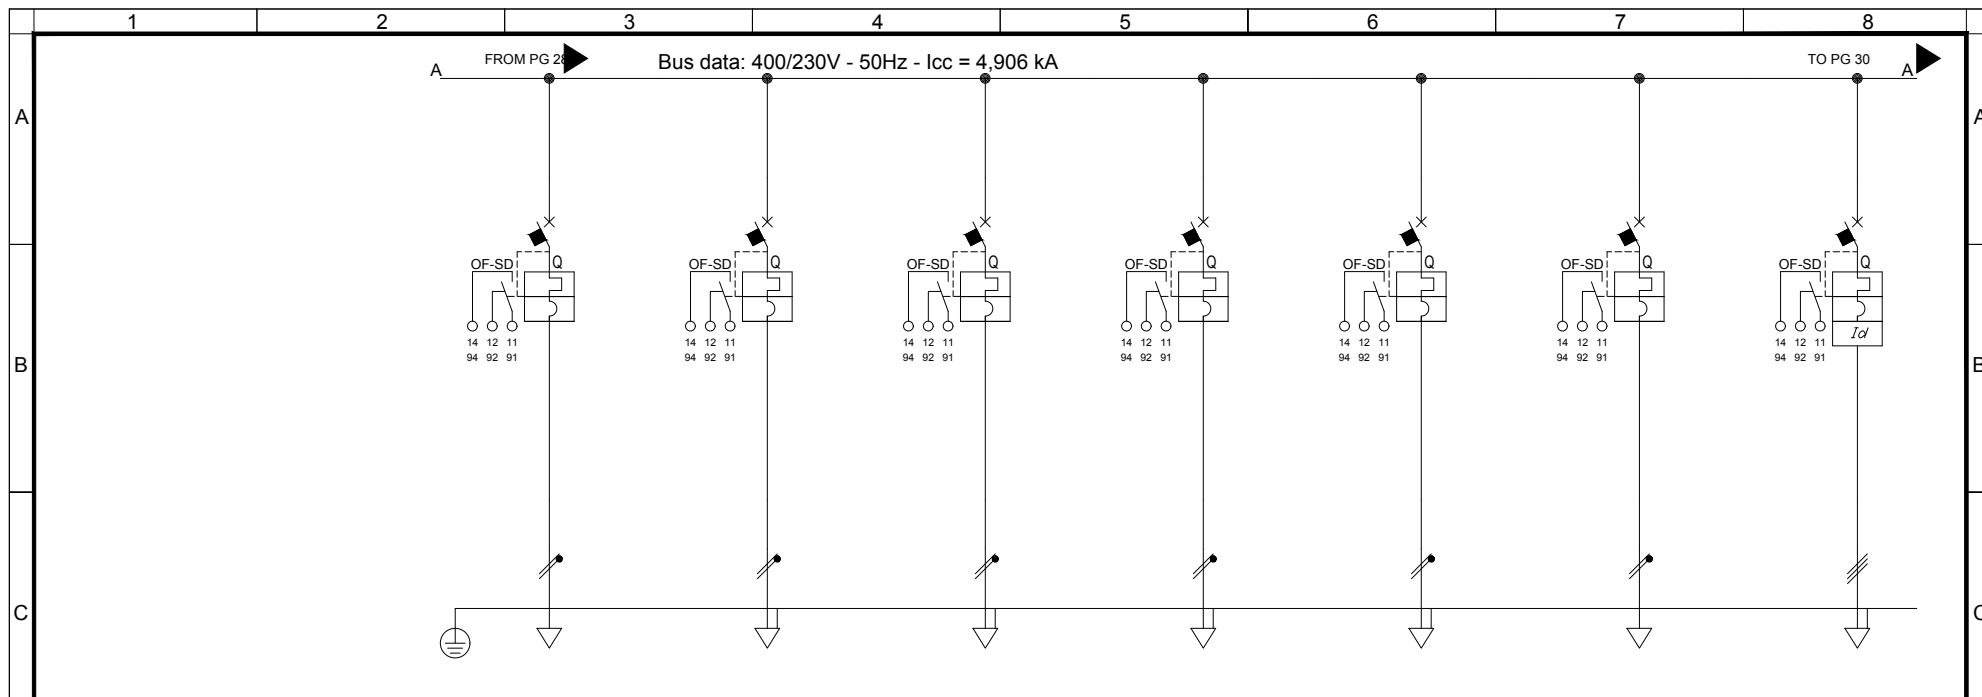 1 2 3 4 5 6 7 8
A FROM PG 28 Bus data: 400/230V - 50Hz - Icc = 4,906 kA TO PG 30 A
A A
OF-SD Q OF-SD Q OF-SD Q OF-SD Q OF-SD Q OF-SD Q OF-SD Q
Id
14 12 11 14 12 11 14 12 11 14 12 11 14 12 11 14 12 11 14 12 11
94 92 91 94 92 91 94 92 91 94 92 91 94 92 91 94 92 91 94 92 91
B B
C C